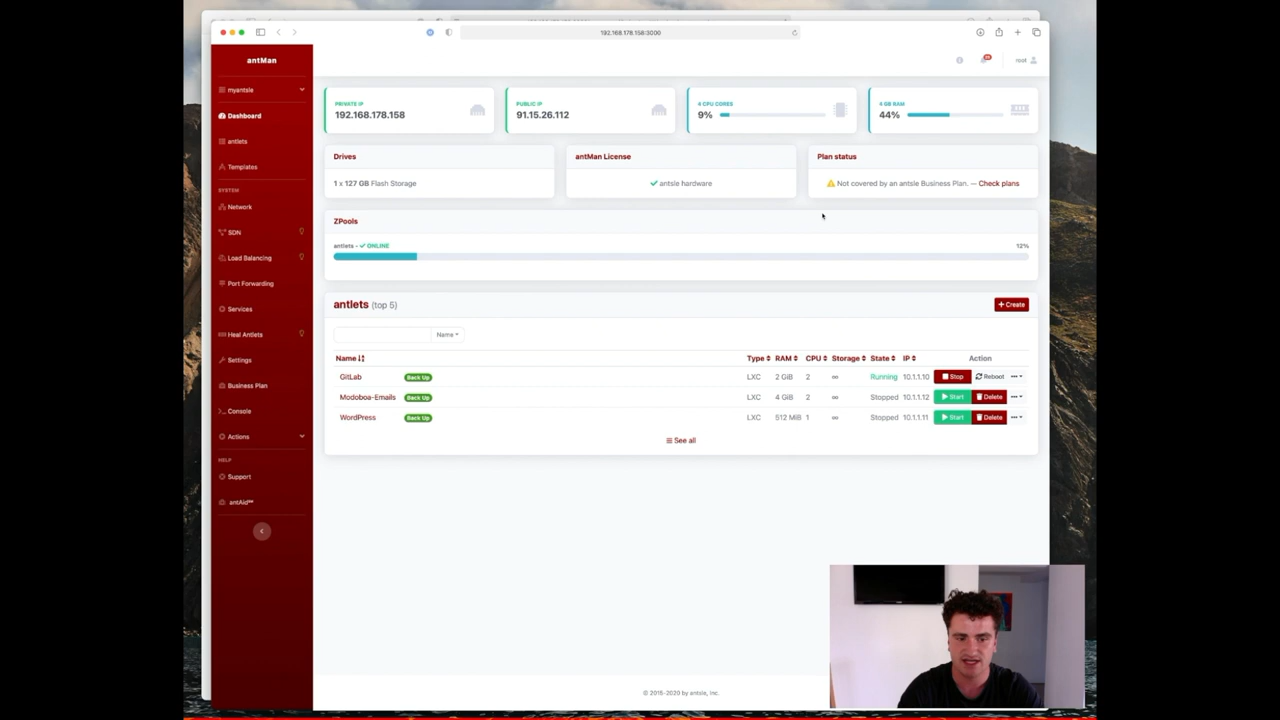 192.168.178.158:3000
antMan
myantsle
Dashboard
antlets
Templates
SYSTEM
Network
SDN
Load Balancing
Port Forwarding
Services
Heal Antlets
Settings
Business Plan
Console
Actions
HELP
Support
antAid℠
root
PRIVATE IP
192.168.178.158
PUBLIC IP
91.15.26.112
4 CPU CORES
9%
4 GB RAM
44%
Drives
1 x 127 GB Flash Storage
antMan License
antsle hardware
Plan status
Not covered by an antsle Business Plan. — Check plans
ZPools
antlets - ONLINE 12%
antlets (top 5) Create
Name
Name Type RAM CPU Storage State IP Action
GitLab Back Up LXC 2 GiB 2 ∞ Running 10.1.1.10 Stop Reboot
Modoboa-Emails Back Up LXC 4 GiB 2 ∞ Stopped 10.1.1.12 Start Delete
WordPress Back Up LXC 512 MiB 1 ∞ Stopped 10.1.1.11 Start Delete
See all
© 2015-2020 by antsle, Inc.